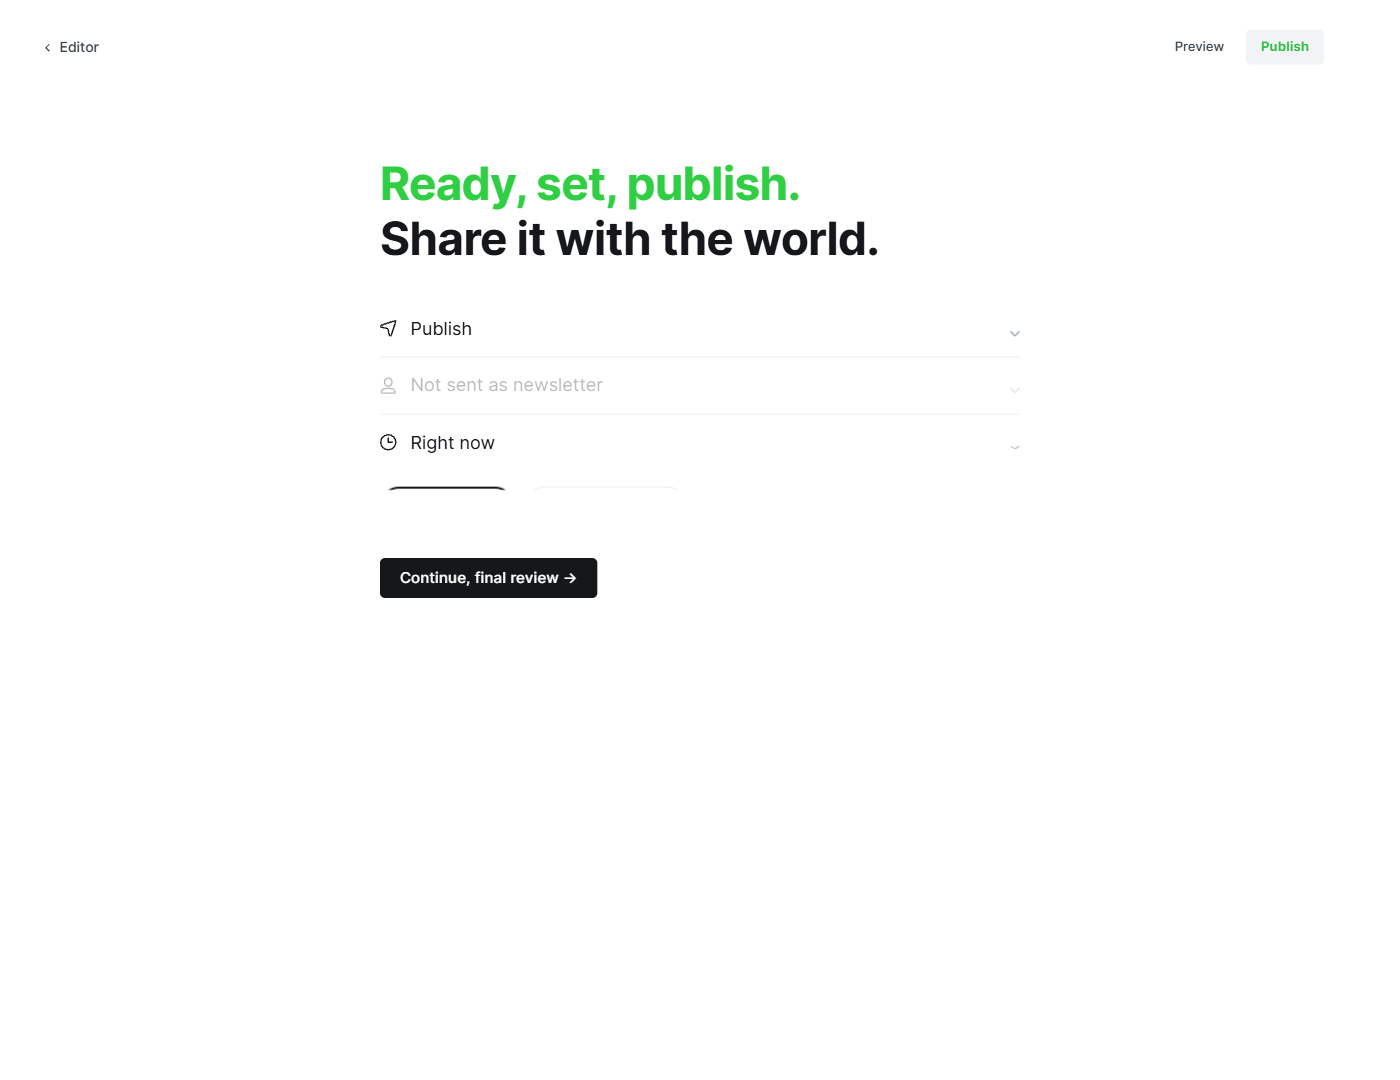 Editor
Preview
Publish
Ready, set, publish.
Share it with the world.
Publish
Not sent as newsletter
Right now
Continue, final review →